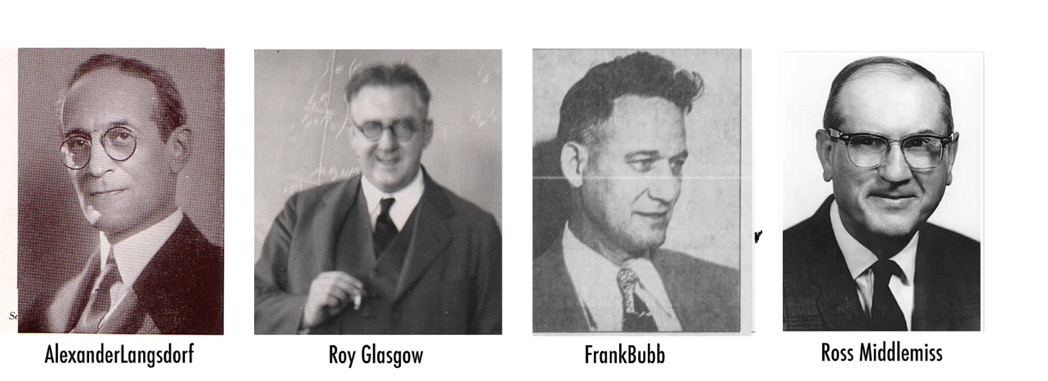 AlexanderLangsdorf
Roy Glasgow
FrankBubb
Ross Middlemiss